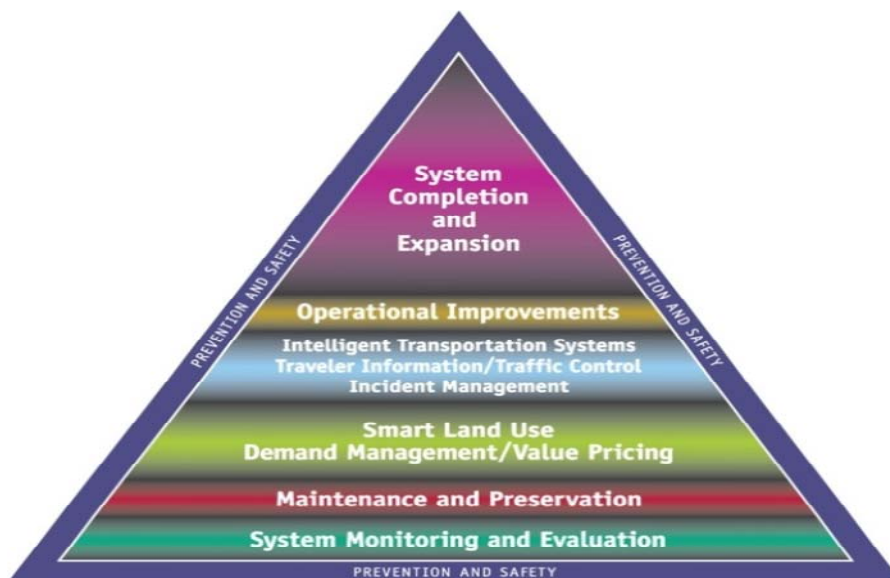 System
Completion
and
Expansion
PREVENTION AND SAFETY
PREVENTION AND SAFETY
Operational Improvements
Intelligent Transportation Systems
Traveler Information/Traffic Control
Incident Management
Smart Land Use
Demand Management/Value Pricing
Maintenance and Preservation
System Monitoring and Evaluation
PREVENTION AND SAFETY